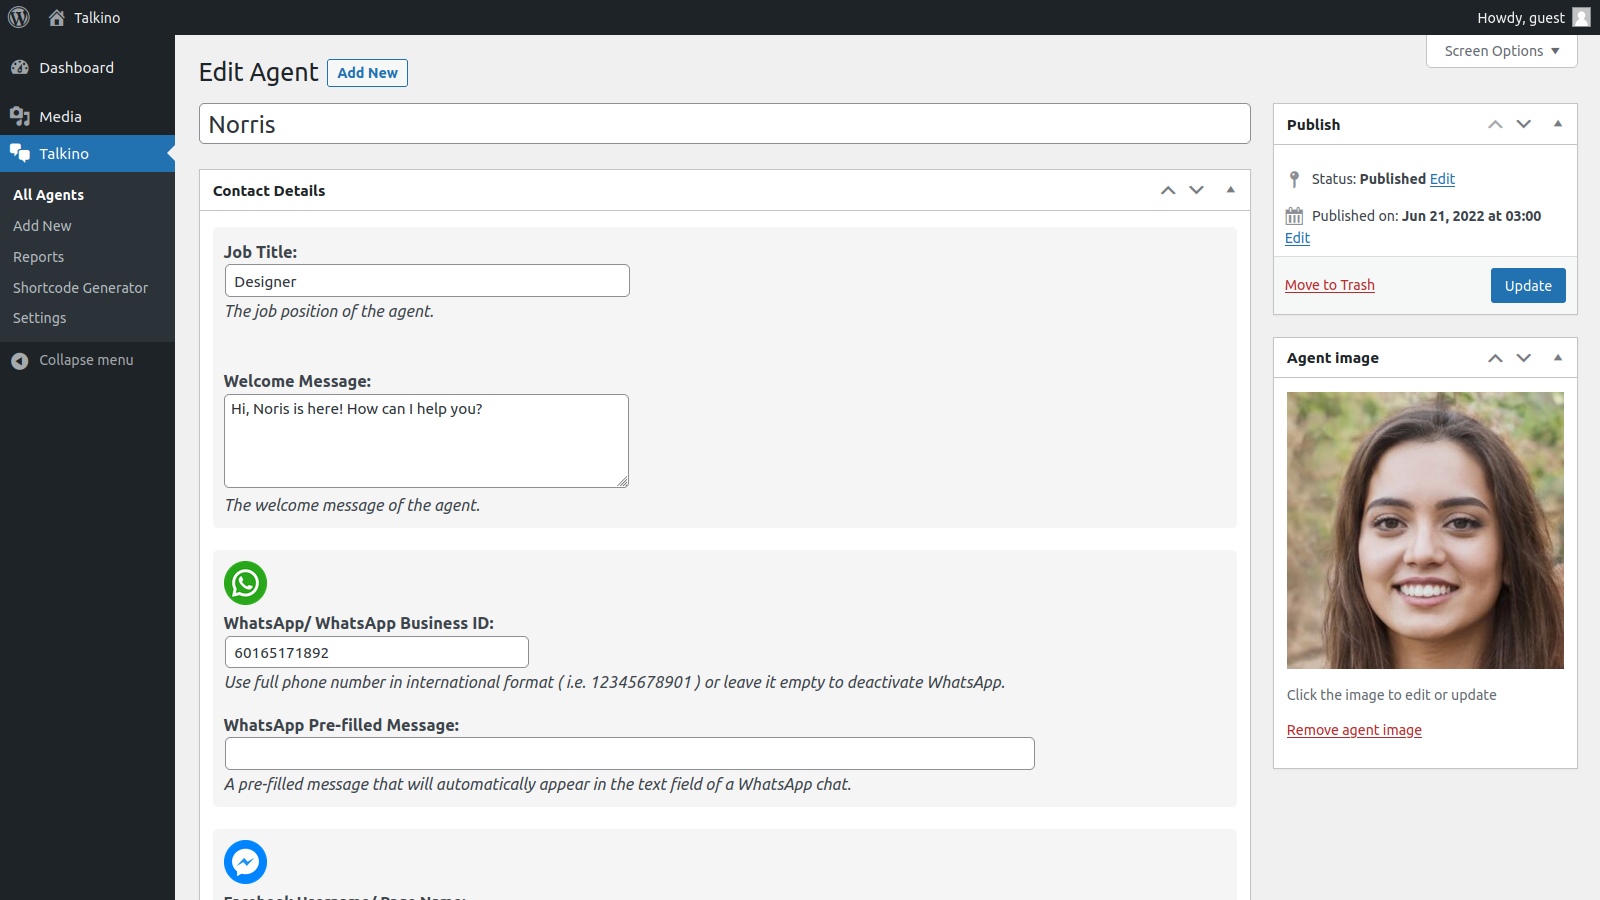 Talkino
Howdy, guest
Dashboard
Media
Talkino
All Agents
Add New
Reports
Shortcode Generator
Settings
Collapse menu
Screen Options
Edit Agent
Add New
Norris
Contact Details
Job Title:
Designer
The job position of the agent.
Welcome Message:
Hi, Noris is here! How can I help you?
The welcome message of the agent.
WhatsApp/ WhatsApp Business ID:
60165171892
Use full phone number in international format ( i.e. 12345678901 ) or leave it empty to deactivate WhatsApp.
WhatsApp Pre-filled Message:
A pre-filled message that will automatically appear in the text field of a WhatsApp chat.
Facebook Username/ Page Name:
Publish
Status: Published Edit
Published on: Jun 21, 2022 at 03:00
Edit
Move to Trash
Update
Agent image
Click the image to edit or update
Remove agent image